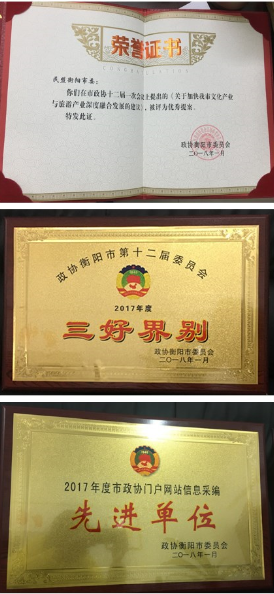 荣誉证书
民盟衡阳市委:
你们在市政协十二届一次会议上提出的《关于加快我市文化产业
与旅游产业深度融合发展的建议》，被评为优秀提案。
特发此证。
政协衡阳市委员会
二〇一八年一月
政协衡阳市第十二届委员会
2017年度
三好界别
政协衡阳市委员会
二〇一八年一月
2017年度市政协门户网站信息采编
先进单位
政协衡阳市委员会
二〇一八年一月